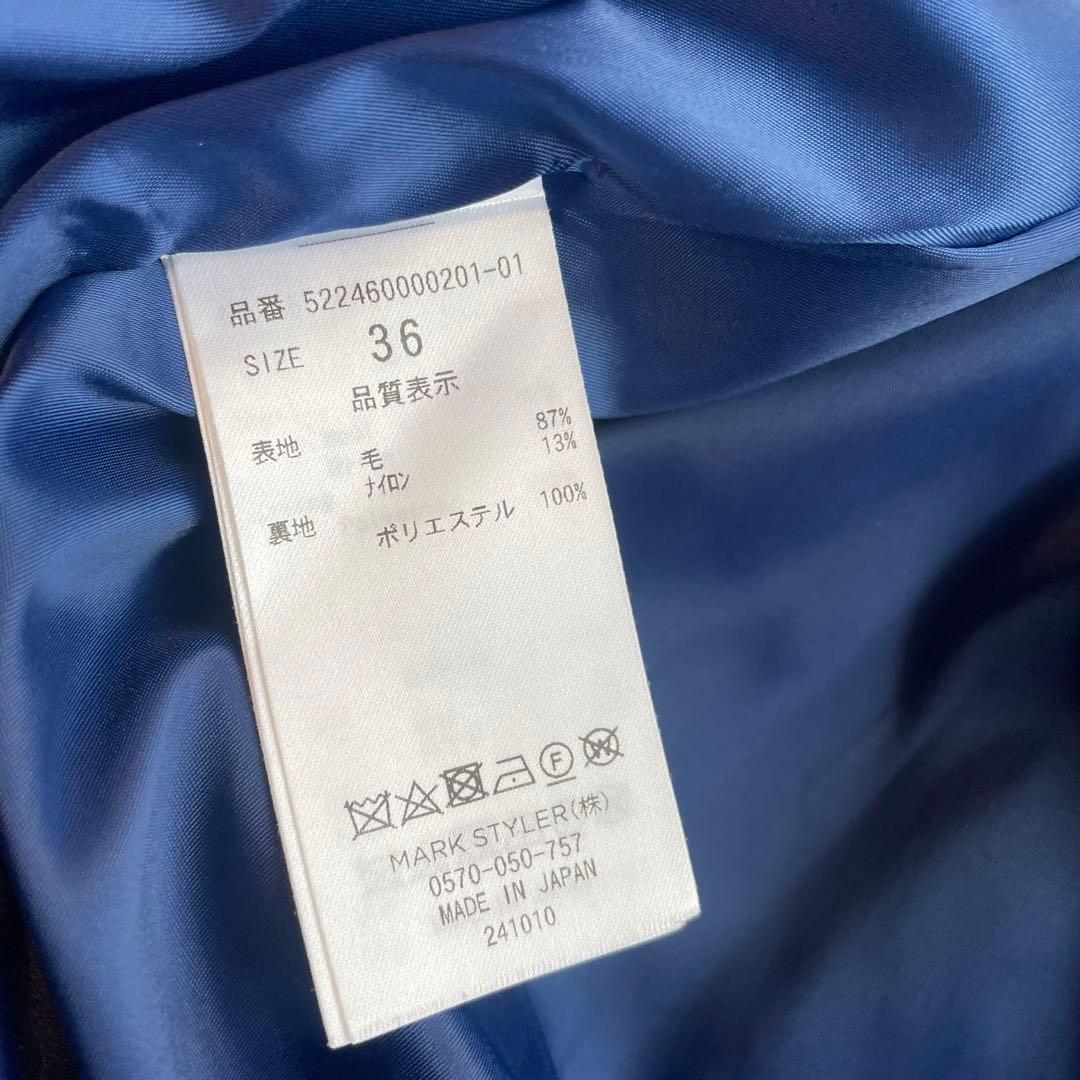 品番 522460000201-01
SIZE 36
品質表示
表地 毛 87%
ナイロン 13%
裏地 ポリエステル 100%
F W
MARK STYLER(株)
0570-050-757
MADE IN JAPAN
241010